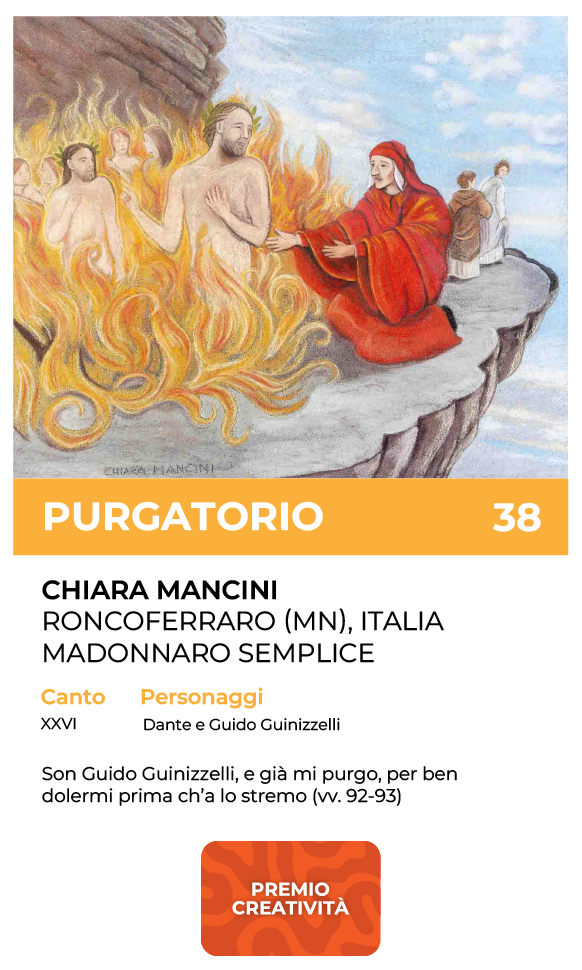 CHIARA MANCINI
PURGATORIO 38
CHIARA MANCINI
RONCOFERRARO (MN), ITALIA
MADONNARO SEMPLICE
Canto Personaggi
XXVI Dante e Guido Guinizzelli
Son Guido Guinizzelli, e già mi purgo, per ben
dolermi prima ch'a lo stremo (vv. 92-93)
PREMIO
CREATIVITÀ